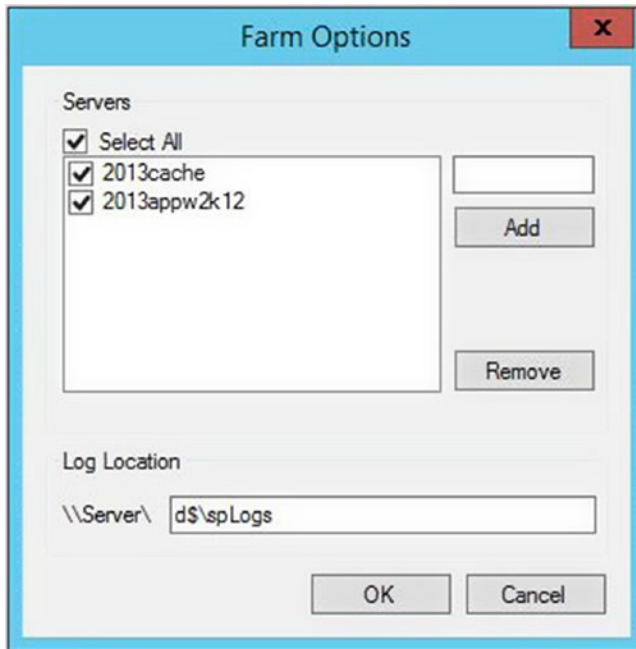 Farm Options
x
Servers
Select All
2013cache
2013appw2k12
Add
Remove
Log Location
\\Server\ d$\spLogs
OK Cancel